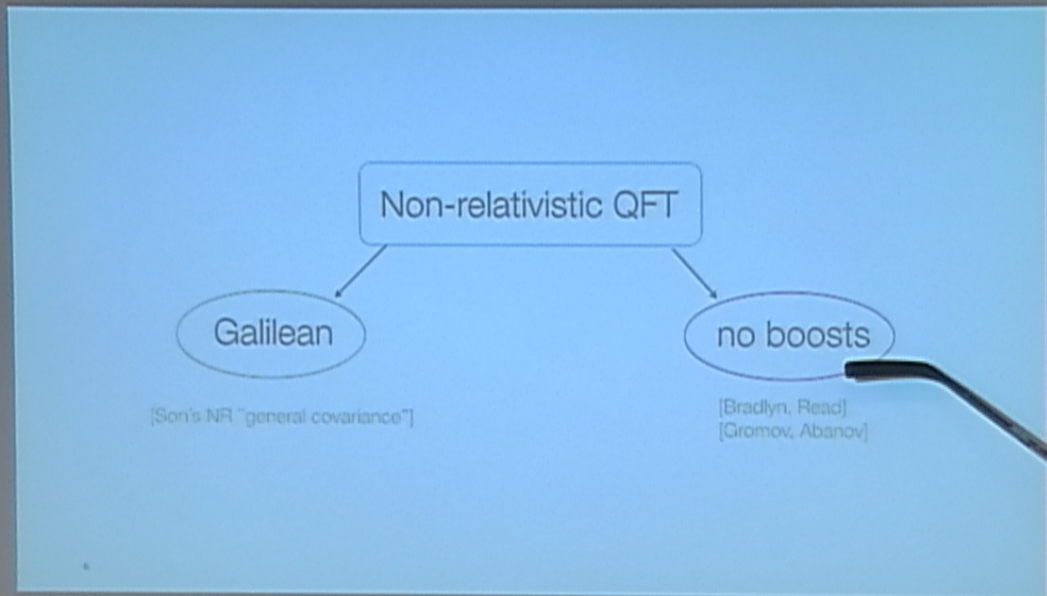 Non-relativistic QFT
Galilean
no boosts
[Son's NR "general covariance"]
[Bradlyn, Read]
[Gromov, Abanov]